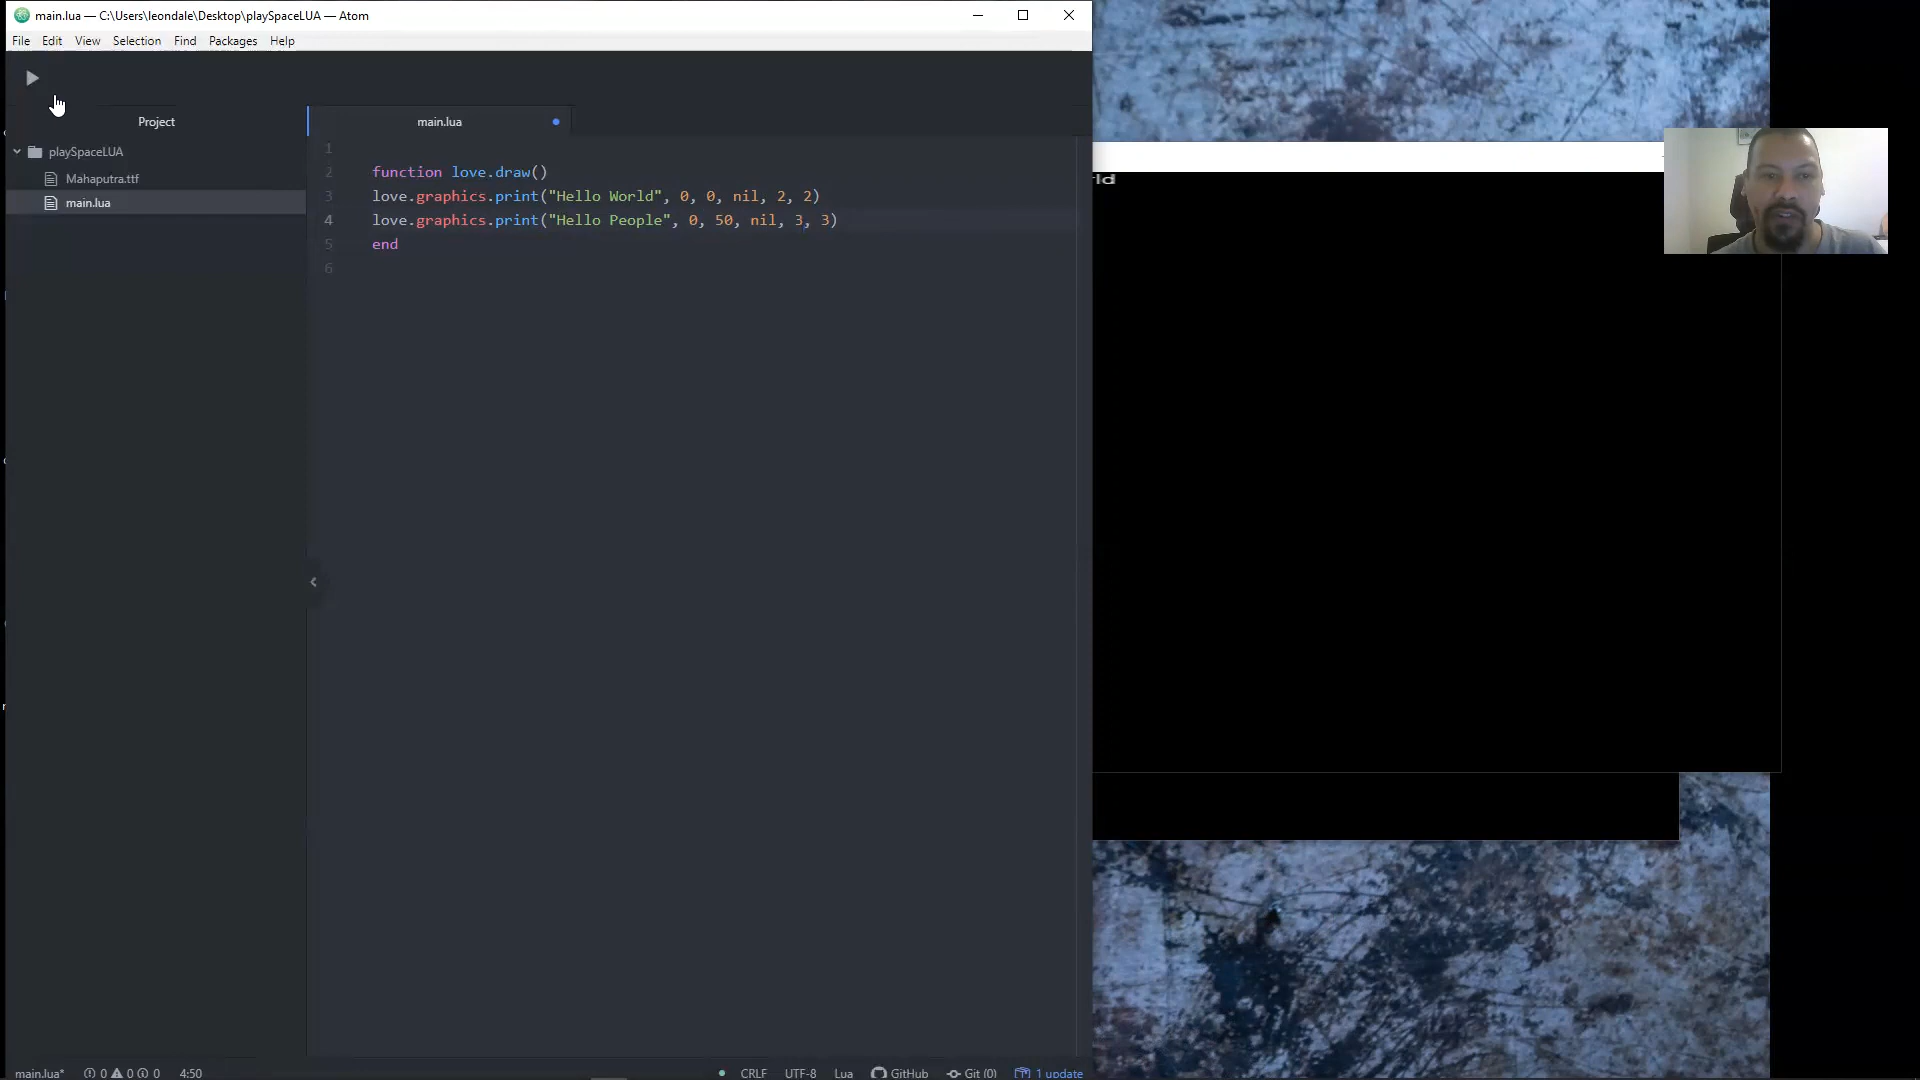 main.lua — C:\Users\leondale\Desktop\playSpaceLUA — Atom
File Edit View Selection Find Packages Help
Project
main.lua
playSpaceLUA
Mahaputra.ttf
main.lua
1
2 function love.draw()
3 love.graphics.print("Hello World", 0, 0, nil, 2, 2)
4 love.graphics.print("Hello People", 0, 50, nil, 3, 3)
5 end
6
rld
main.lua* 0 0 0 4:50 CRLF UTF-8 Lua GitHub Git (0) 1 update